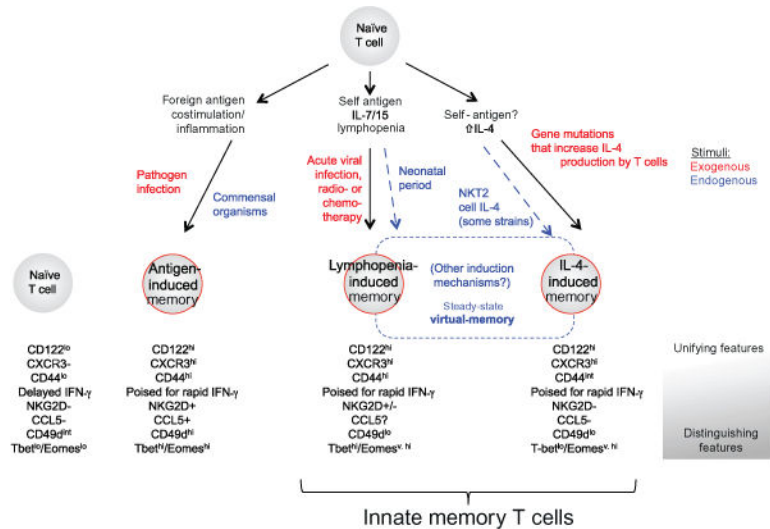 Naïve
T cell
Foreign antigen
costimulation/
inflammation
Self antigen
IL-7/15
lymphopenia
Self- antigen?
⇧IL-4
Pathogen
infection
Commensal
organisms
Acute viral
infection,
radio- or
chemo-
therapy
Neonatal
period
NKT2
cell IL-4
(some strains)
Gene mutations
that increase IL-4
production by T cells
Stimuli:
Exogenous
Endogenous
Naïve
T cell
Antigen-
induced
memory
Lymphopenia-
induced
memory
(Other induction
mechanisms?)
Steady-state
virtual-memory
IL-4-
induced
memory
CD122lo
CXCR3-
CD44lo
Delayed IFN-γ
NKG2D-
CCL5-
CD49dint
Tbetlo/Eomeslo
CD122hi
CXCR3hi
CD44hi
Poised for rapid IFN-γ
NKG2D+
CCL5+
CD49dhi
Tbethi/Eomeshi
CD122hi
CXCR3hi
CD44hi
Poised for rapid IFN-γ
NKG2D+/-
CCL5?
CD49dlo
Tbethi/Eomesv. hi
CD122hi
CXCR3hi
CD44int
Poised for rapid IFN-γ
NKG2D-
CCL5-
CD49dlo
T-betlo/Eomesv. hi
Unifying features
Distinguishing
features
Innate memory T cells